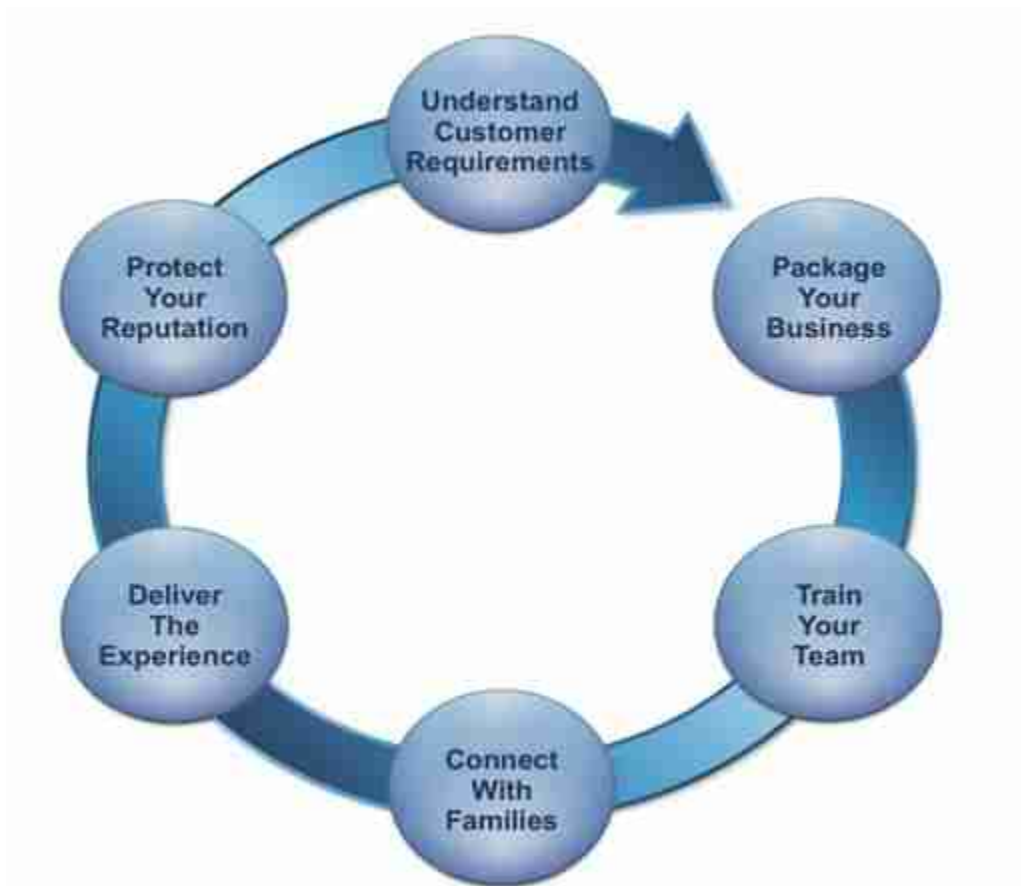 Understand
Customer
Requirements
Package
Your
Business
Train
Your
Team
Connect
With
Families
Deliver
The
Experience
Protect
Your
Reputation